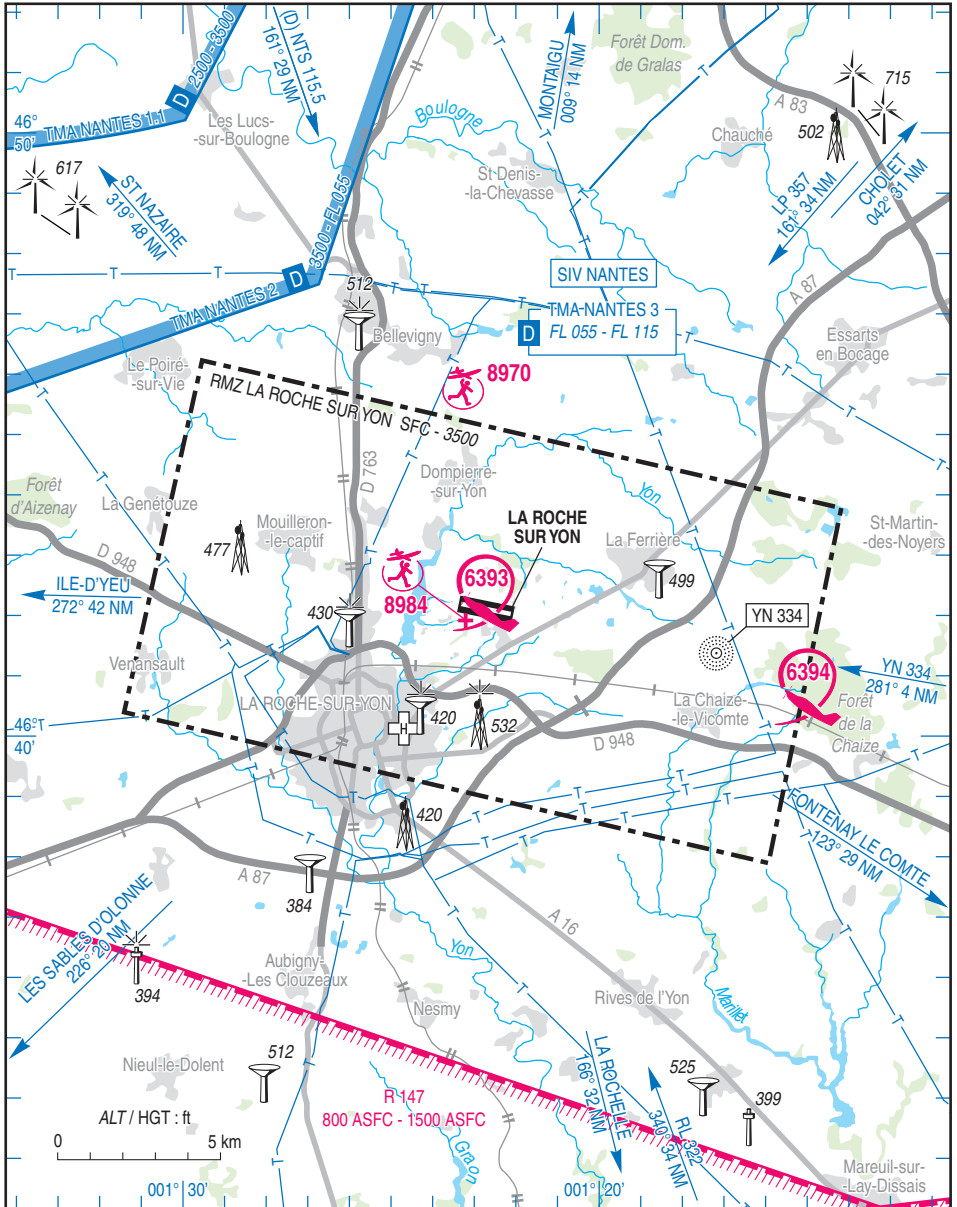 (D) NTS 115.5
161° 29 NM
MONTAIGU
009° 14 NM
Forêt Dom.
de Gralas
715
A 83
502
2500 - 3500
D
TMA NANTES 1.1
46°
50'
Les Lucs-
-sur-Boulogne
Boulogne
Chauché
617
ST NAZAIRE
319° 48 NM
St Denis-
-la-Chevasse
LP 357
161° 34 NM
CHOLET
042° 31 NM
3500 - FL 055
D
TMA NANTES 2
T
T
T
T
SIV NANTES
512
A 87
TMA NANTES 3
D
FL 055 - FL 115
Bellevigny
Essarts
en Bocage
Le Poiré-
-sur-Vie
8970
RMZ LA ROCHE SUR YON SFC - 3500
D 763
Dompierre-
-sur-Yon
Yon
Forêt
d'Aizenay
La Genétouze
Mouilleron-
-le-captif
477
LA ROCHE
SUR YON
La Ferrière
St-Martin-
-des-Noyers
D 948
8984
6393
499
ILE-D'YEU
272° 42 NM
430
YN 334
Venansault
6394
YN 334
281° 4 NM
LA ROCHE-SUR-YON
H
420
532
La Chaize-
-le-Vicomte
Forêt
de la
Chaize
46°
40'
D 948
420
FONTENAY LE COMTE
123° 29 NM
A 87
384
A 16
LES SABLES D'OLONNE
226° 20 NM
394
Aubigny-
-Les Clouzeaux
Yon
Nesmy
Rives de l'Yon
Marillet
Nieul-le-Dolent
512
R 147
800 ASFC - 1500 ASFC
LA ROCHELLE
166° 32 NM
RL 322
340° 34 NM
525
399
ALT / HGT : ft
0
5 km
Graon
Mareuil-sur-
-Lay-Dissais
001° 30'
001° 20'